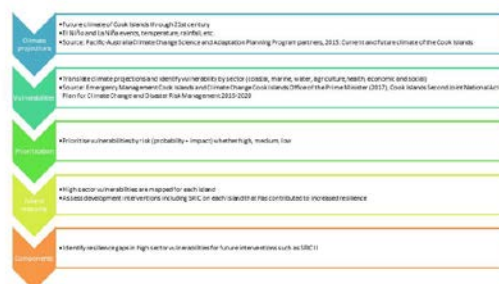 Climate
projections
•Future climate of Cook Islands through 21st century
•El Niño and La Niña events, temperature, rainfall, etc.
•Source: Pacific-Australia Climate Change Science and Adaptation Planning Program partners, 2015: Current and future climate of the Cook Islands
Vulnerabilities
•Translate climate projections and identify vulnerability by sector (coastal, marine, water, agriculture, health, economic and social)
•Source: Emergency Management Cook Islands and Climate Change Cook Islands Office of the Prime Minister (2017), Cook Islands Second Joint National Act
Plan for Climate Change and Disaster Risk Management 2016-2020
Prioritisation
•Prioritise vulnerabilities by risk (probability + impact) whether high, medium, low
Island
•High sector vulnerabilities are mapped for each island
•Assess development interventions including SRIC on each island that has contributed to increased resilience
Components
•Identify resilience gaps in high sector vulnerabilities for future interventions such as SRIC II